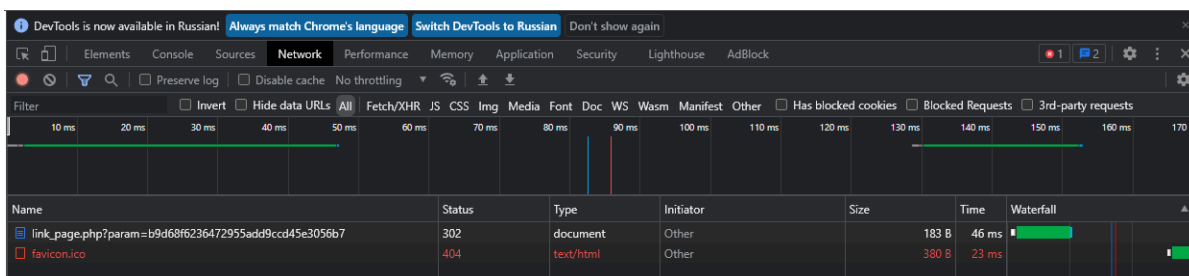 DevTools is now available in Russian! Always match Chrome's language Switch DevTools to Russian Don't show again
Elements Console Sources Network Performance Memory Application Security Lighthouse AdBlock 1 2
Preserve log Disable cache No throttling
Filter Invert Hide data URLs All Fetch/XHR JS CSS Img Media Font Doc WS Wasm Manifest Other Has blocked cookies Blocked Requests 3rd-party requests
10 ms 20 ms 30 ms 40 ms 50 ms 60 ms 70 ms 80 ms 90 ms 100 ms 110 ms 120 ms 130 ms 140 ms 150 ms 160 ms 170
Name Status Type Initiator Size Time Waterfall
link_page.php?param=b9d68f6236472955add9ccd45e3056b7 302 document Other 183 B 46 ms
favicon.ico 404 text/html Other 380 B 23 ms